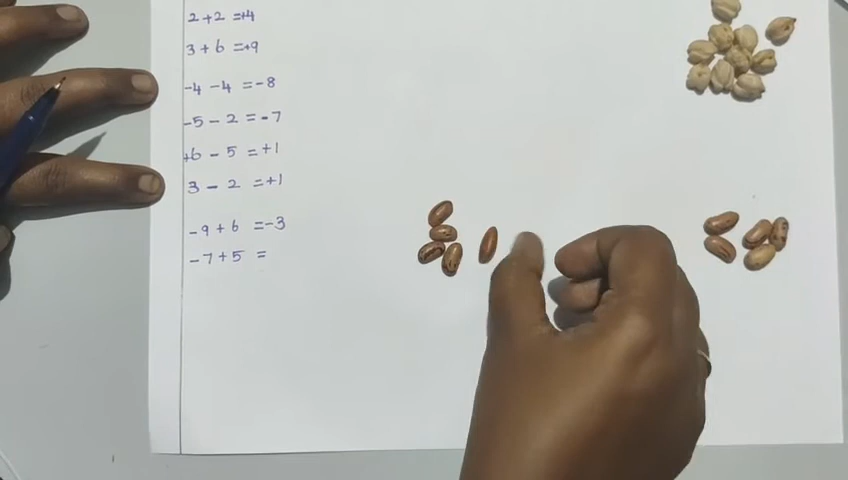 2+2 =+4
3+6 =+9
-4 -4 =-8
-5 - 2 = -7
+6 - 5 = +1
3 - 2 = +1
-9 +6 =-3
-7+5 =